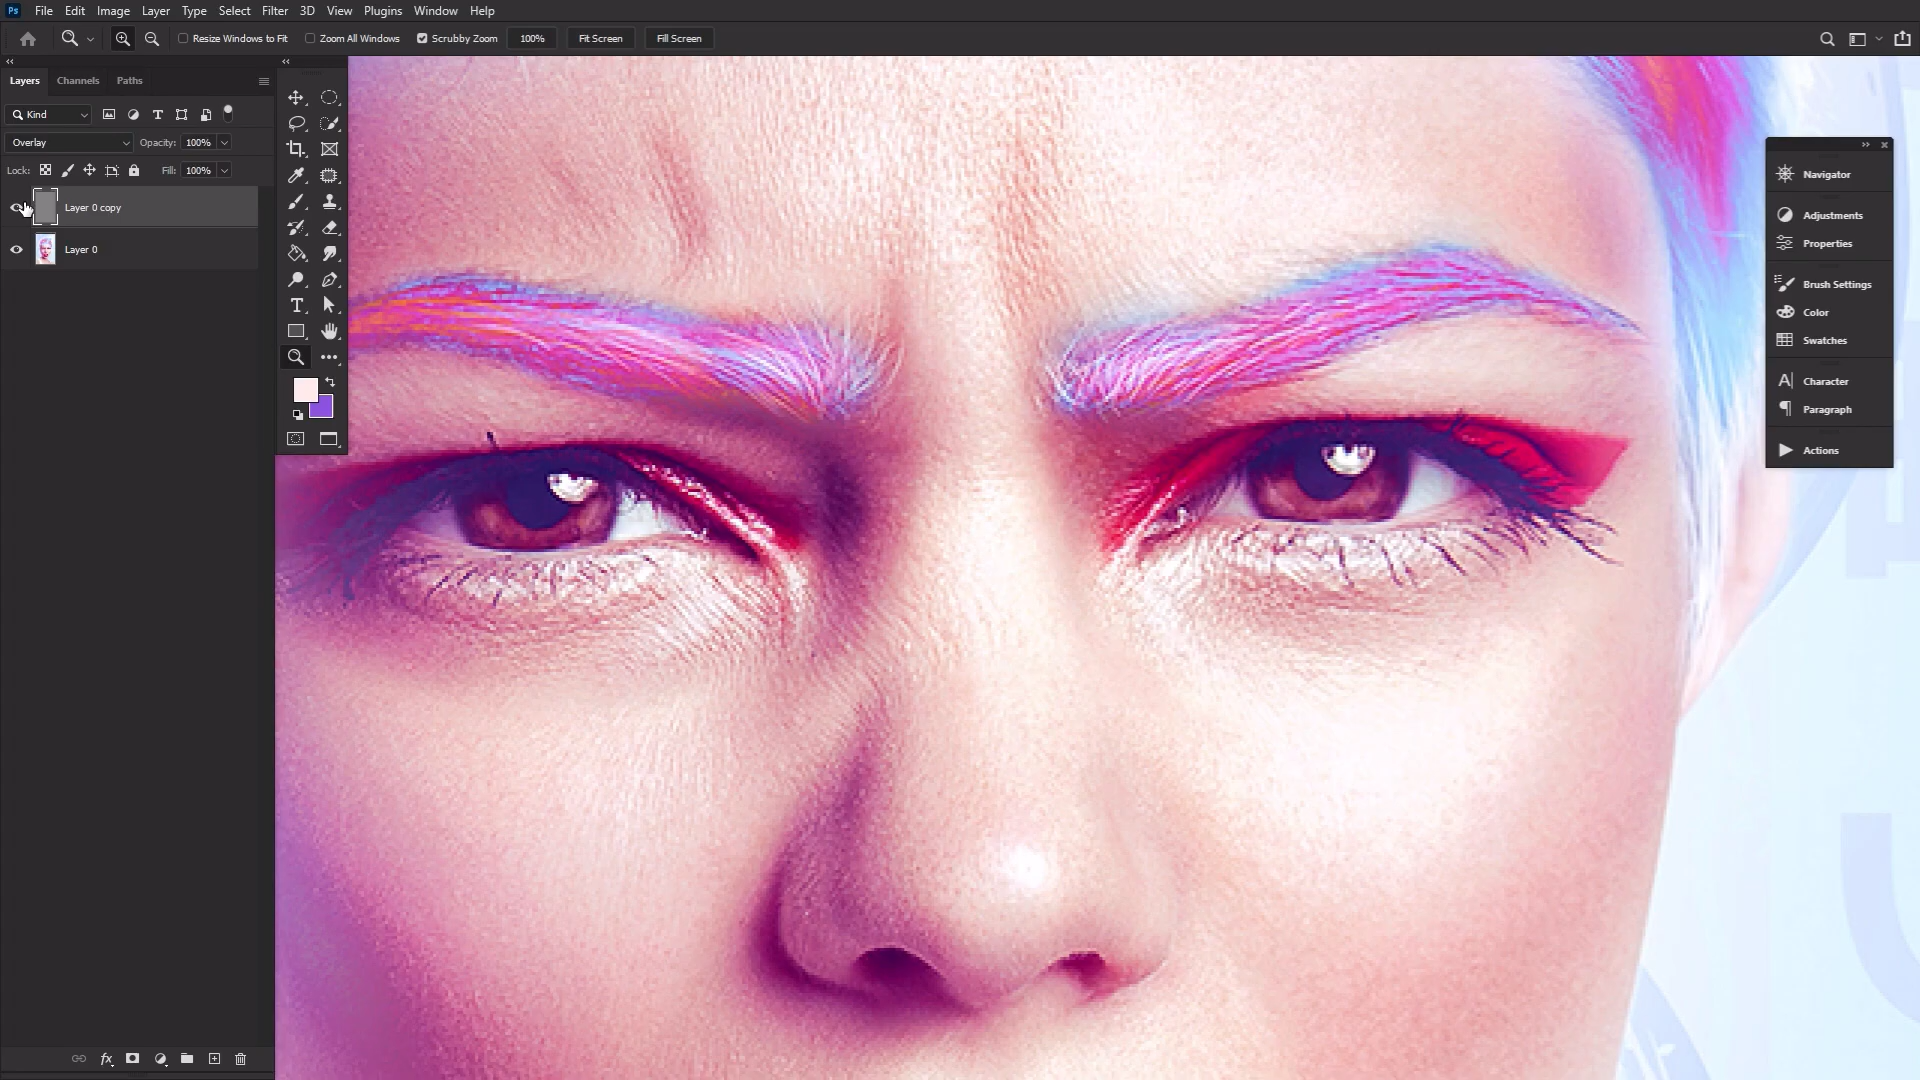 Ps File Edit Image Layer Type Select Filter 3D View Plugins Window Help
Resize Windows to Fit Zoom All Windows Scrubby Zoom 100% Fit Screen Fill Screen
Layers Channels Paths
Kind
Overlay Opacity: 100%
Lock: Fill: 100%
Layer 0 copy
Layer 0
fx
Navigator
Adjustments
Properties
Brush Settings
Color
Swatches
Character
Paragraph
Actions